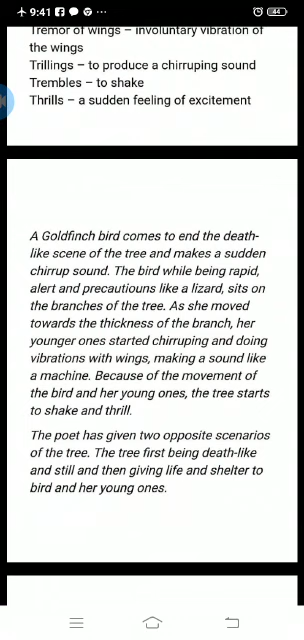 9:41 44
Tremor of wings – involuntary vibration of
the wings
Trillings – to produce a chirruping sound
Trembles – to shake
Thrills – a sudden feeling of excitement
A Goldfinch bird comes to end the death-
like scene of the tree and makes a sudden
chirrup sound. The bird while being rapid,
alert and precautiouns like a lizard, sits on
the branches of the tree. As she moved
towards the thickness of the branch, her
younger ones started chirruping and doing
vibrations with wings, making a sound like
a machine. Because of the movement of
the bird and her young ones, the tree starts
to shake and thrill.
The poet has given two opposite scenarios
of the tree. The tree first being death-like
and still and then giving life and shelter to
bird and her young ones.